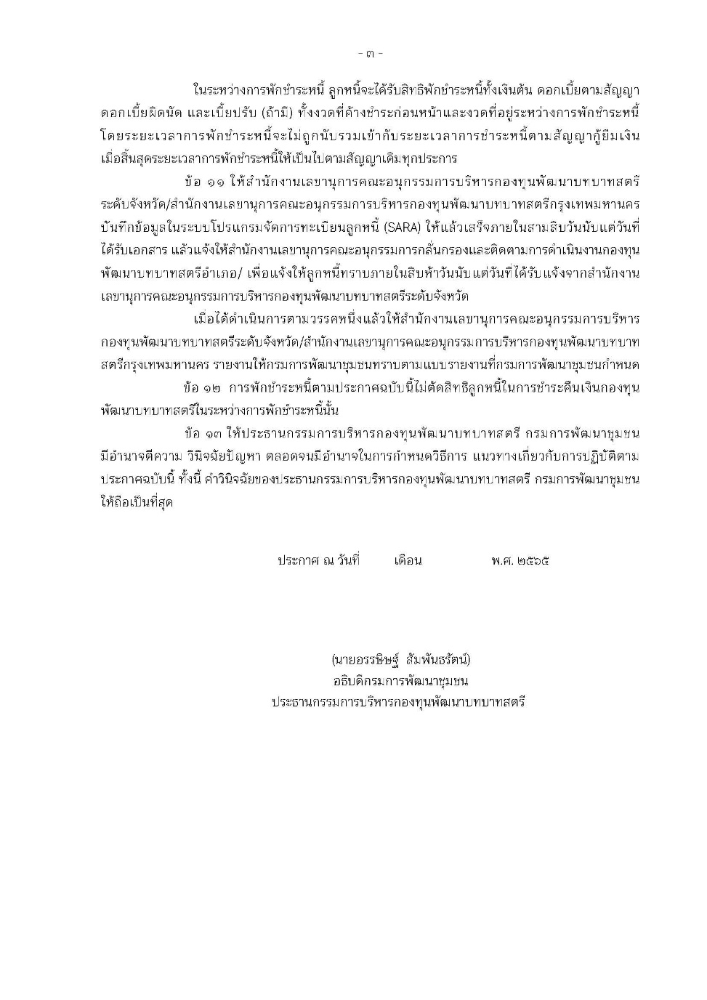 - ๓ -
ในระหว่างการพักชำระหนี้ ลูกหนี้จะได้รับสิทธิพักชำระหนี้ทั้งเงินต้น ดอกเบี้ยตามสัญญา
ดอกเบี้ยผิดนัด และเบี้ยปรับ (ถ้ามี) ทั้งงวดที่ค้างชำระก่อนหน้าและงวดที่อยู่ระหว่างการพักชำระหนี้
โดยระยะเวลาการพักชำระหนี้จะไม่ถูกนับรวมเข้ากับระยะเวลาการชำระหนี้ตามสัญญากู้ยืมเงิน
เมื่อสิ้นสุดระยะเวลาการพักชำระหนี้ให้เป็นไปตามสัญญาเดิมทุกประการ
ข้อ ๑๑ ให้สำนักงานเลขานุการคณะอนุกรรมการบริหารกองทุนพัฒนาบทบาทสตรี
ระดับจังหวัด/สำนักงานเลขานุการคณะอนุกรรมการบริหารกองทุนพัฒนาบทบาทสตรีกรุงเทพมหานคร
บันทึกข้อมูลในระบบโปรแกรมจัดการทะเบียนลูกหนี้ (SARA) ให้แล้วเสร็จภายในสามสิบวันนับแต่วันที่
ได้รับเอกสาร แล้วแจ้งให้สำนักงานเลขานุการคณะอนุกรรมการกลั่นกรองและติดตามการดำเนินงานกองทุน
พัฒนาบทบาทสตรีอำเภอ/ เพื่อแจ้งให้ลูกหนี้ทราบภายในสิบห้าวันนับแต่วันที่ได้รับแจ้งจากสำนักงาน
เลขานุการคณะอนุกรรมการบริหารกองทุนพัฒนาบทบาทสตรีระดับจังหวัด
เมื่อได้ดำเนินการตามวรรคหนึ่งแล้วให้สำนักงานเลขานุการคณะอนุกรรมการบริหาร
กองทุนพัฒนาบทบาทสตรีระดับจังหวัด/สำนักงานเลขานุการคณะอนุกรรมการบริหารกองทุนพัฒนาบทบาท
สตรีกรุงเทพมหานคร รายงานให้กรมการพัฒนาชุมชนทราบตามแบบรายงานที่กรมการพัฒนาชุมชนกำหนด
ข้อ ๑๒ การพักชำระหนี้ตามประกาศฉบับนี้ไม่ตัดสิทธิลูกหนี้ในการชำระคืนเงินกองทุน
พัฒนาบทบาทสตรีในระหว่างการพักชำระหนี้นั้น
ข้อ ๑๓ ให้ประธานกรรมการบริหารกองทุนพัฒนาบทบาทสตรี กรมการพัฒนาชุมชน
มีอำนาจตีความ วินิจฉัยปัญหา ตลอดจนมีอำนาจในการกำหนดวิธีการ แนวทางเกี่ยวกับการปฏิบัติตาม
ประกาศฉบับนี้ ทั้งนี้ คำวินิจฉัยของประธานกรรมการบริหารกองทุนพัฒนาบทบาทสตรี กรมการพัฒนาชุมชน
ให้ถือเป็นที่สุด
ประกาศ ณ วันที่ เดือน พ.ศ. ๒๕๖๕
(นายอรรษิษฐ์ สัมพันธรัตน์)
อธิบดีกรมการพัฒนาชุมชน
ประธานกรรมการบริหารกองทุนพัฒนาบทบาทสตรี